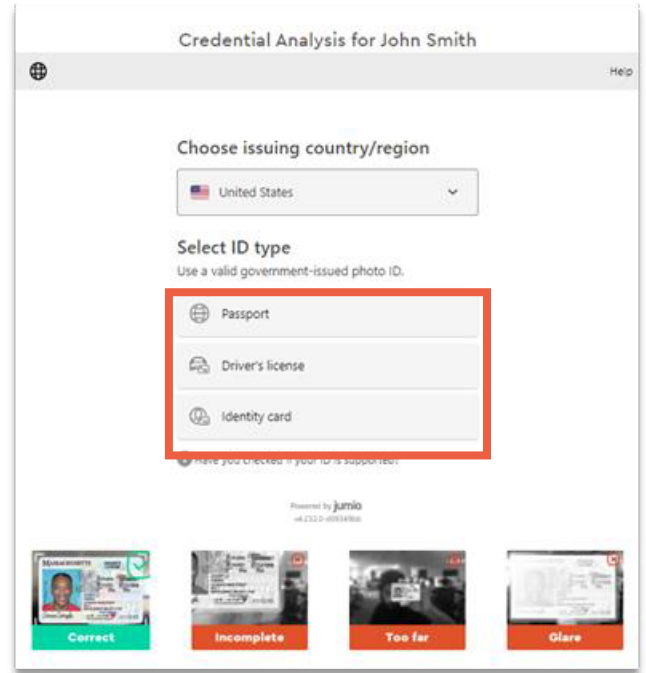 Credential Analysis for John Smith
Help
Choose issuing country/region
United States
Select ID type
Use a valid government-issued photo ID.
Passport
Driver's license
Identity card
Have you checked if your ID is supported?
Powered by jumio
MASSACHUSETTS
Correct
Incomplete
Too far
Glare